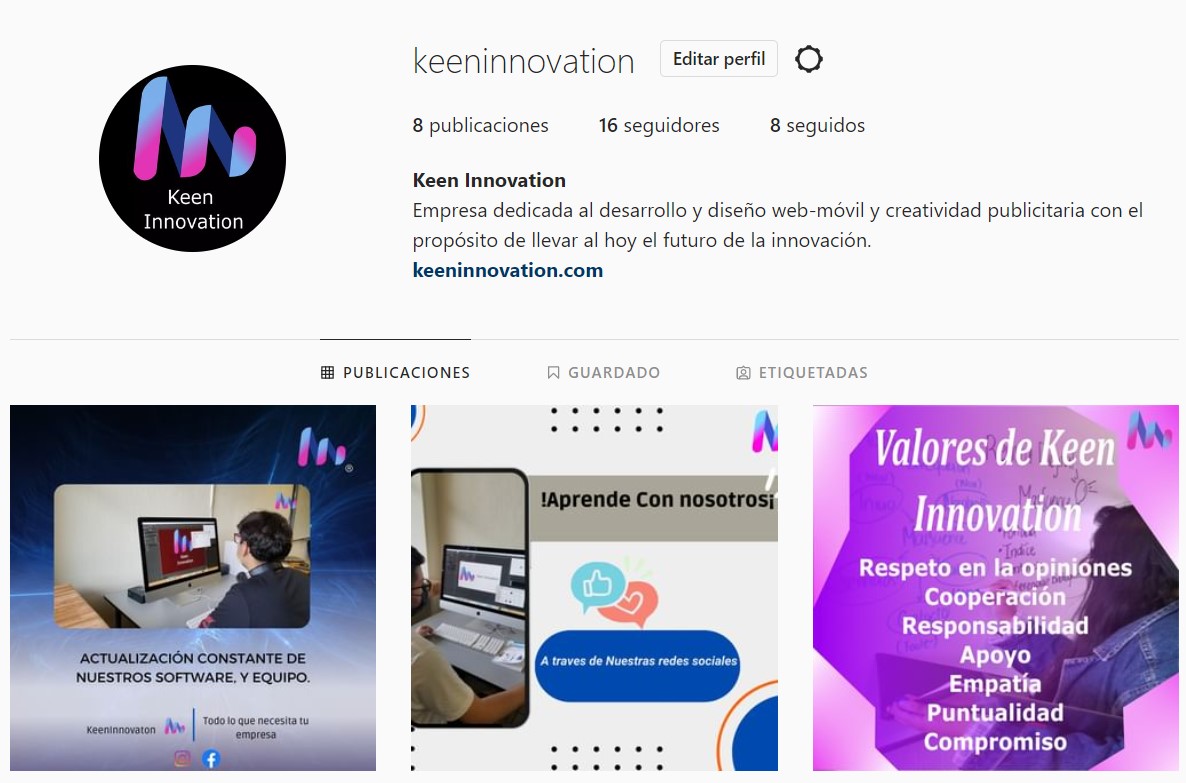 keeninnovation
Editar perfil
8 publicaciones
16 seguidores
8 seguidos
Keen Innovation
Empresa dedicada al desarrollo y diseño web-móvil y creatividad publicitaria con el
propósito de llevar al hoy el futuro de la innovación.
keeninnovation.com
Keen
Innovation
PUBLICACIONES
GUARDADO
ETIQUETADAS
®
ACTUALIZACIÓN CONSTANTE DE
NUESTROS SOFTWARE, Y EQUIPO.
KeenInnovaton
Todo lo que necesita tu
empresa
!Aprende Con nosotros¡
A traves de Nuestras redes sociales
Valores de Keen
Innovation
Respeto en la opiniones
Cooperación
Responsabilidad
Apoyo
Empatía
Puntualidad
Compromiso